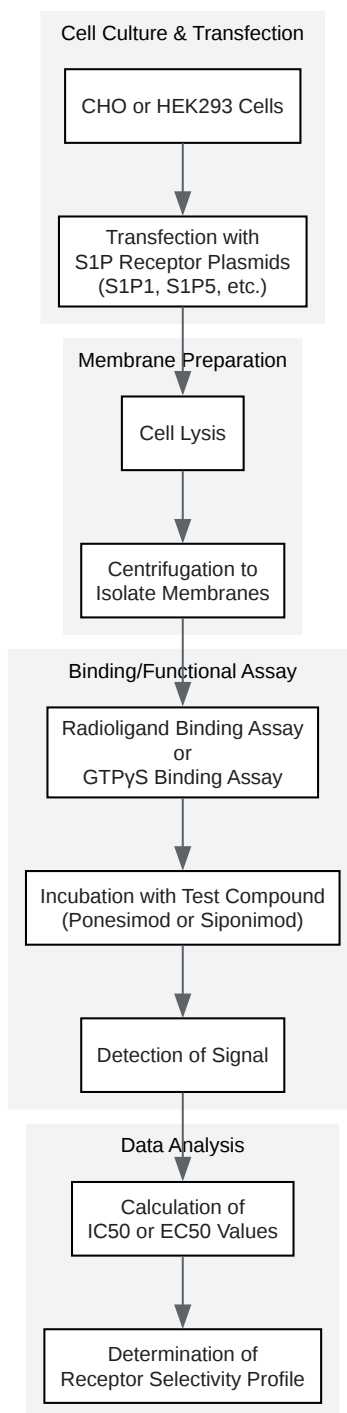 Cell Culture & Transfection
CHO or HEK293 Cells
Transfection with
S1P Receptor Plasmids
(S1P1, S1P5, etc.)
Membrane Preparation
Cell Lysis
Centrifugation to
Isolate Membranes
Binding/Functional Assay
Radioligand Binding Assay
or
GTPγS Binding Assay
Incubation with Test Compound
(Ponesimod or Siponimod)
Detection of Signal
Data Analysis
Calculation of
IC50 or EC50 Values
Determination of
Receptor Selectivity Profile